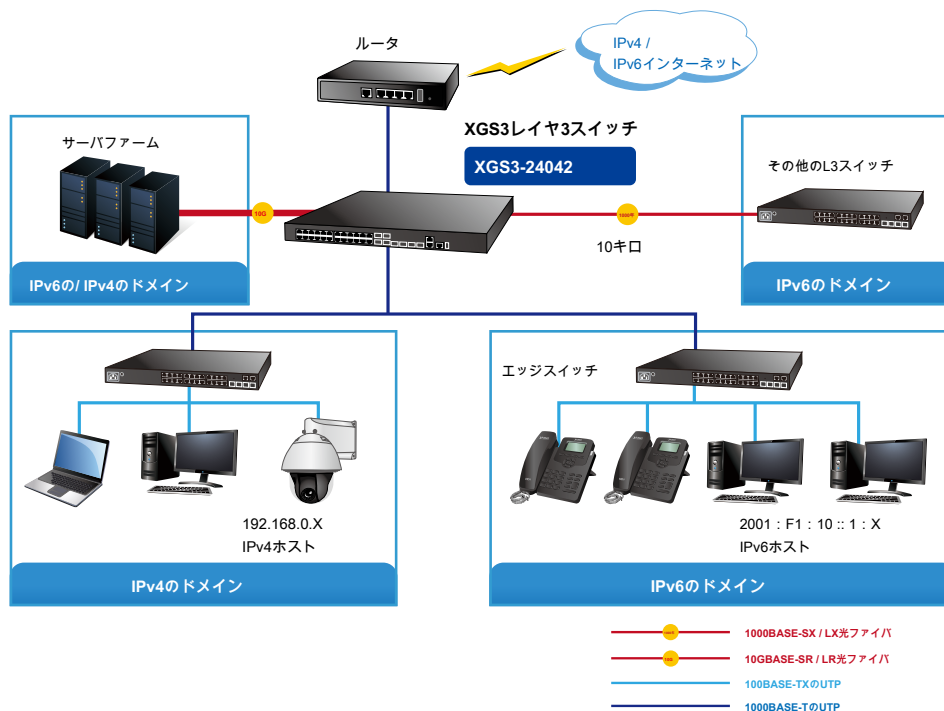 ルータ
IPv4 /
IPv6インターネット
XGS3レイヤ3スイッチ
XGS3-24042
サーバファーム
10G
10キロ
その他のL3スイッチ
IPv6の/ IPv4のドメイン
IPv6のドメイン
エッジスイッチ
192.168.0.X
IPv4ホスト
2001：F1：10 :: 1：X
IPv6ホスト
IPv4のドメイン
IPv6のドメイン
1000BASE-SX / LX光ファイバ
10G
10GBASE-SR / LR光ファイバ
100BASE-TXのUTP
1000BASE-TのUTP